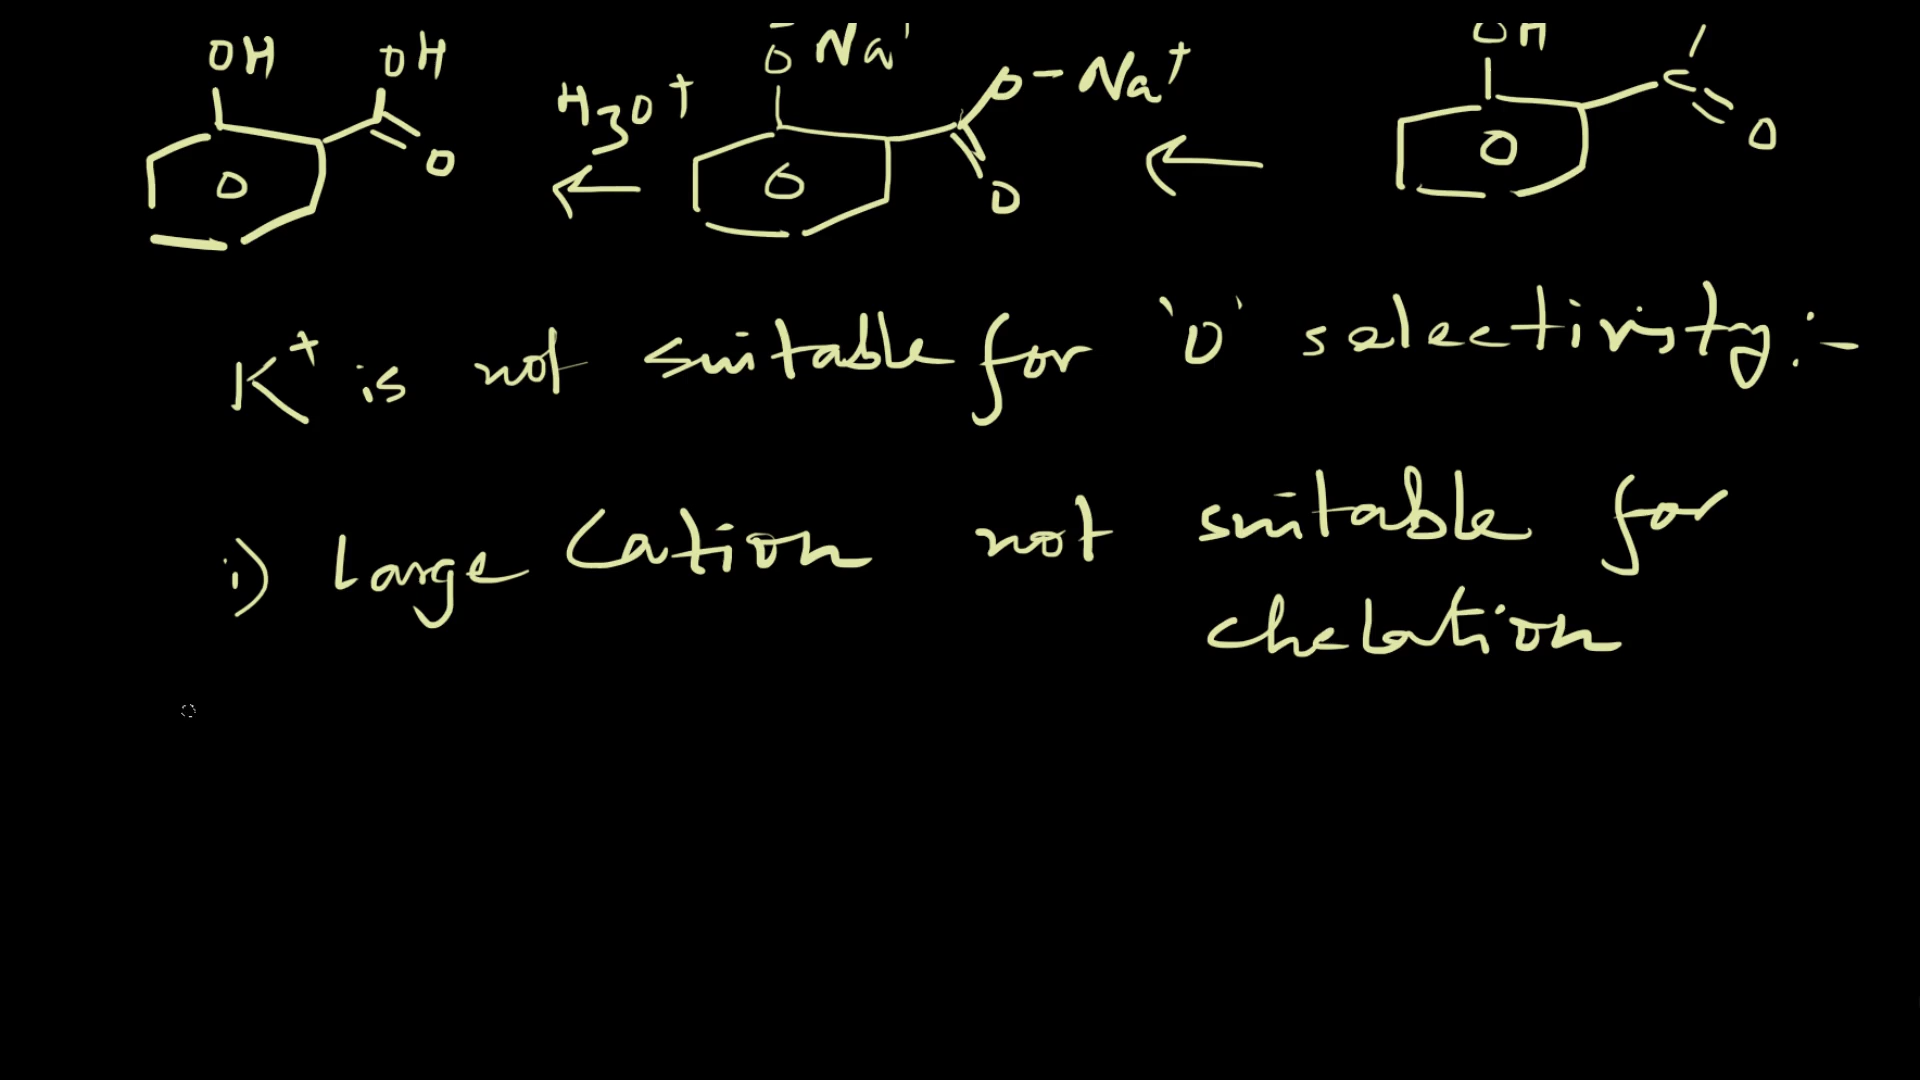 OH OH H3O+ O- Na+ O- Na+ OH
O O C O
K+ is not suitable for 'O' selectivity:-
i) Large Cation not suitable for
chelation